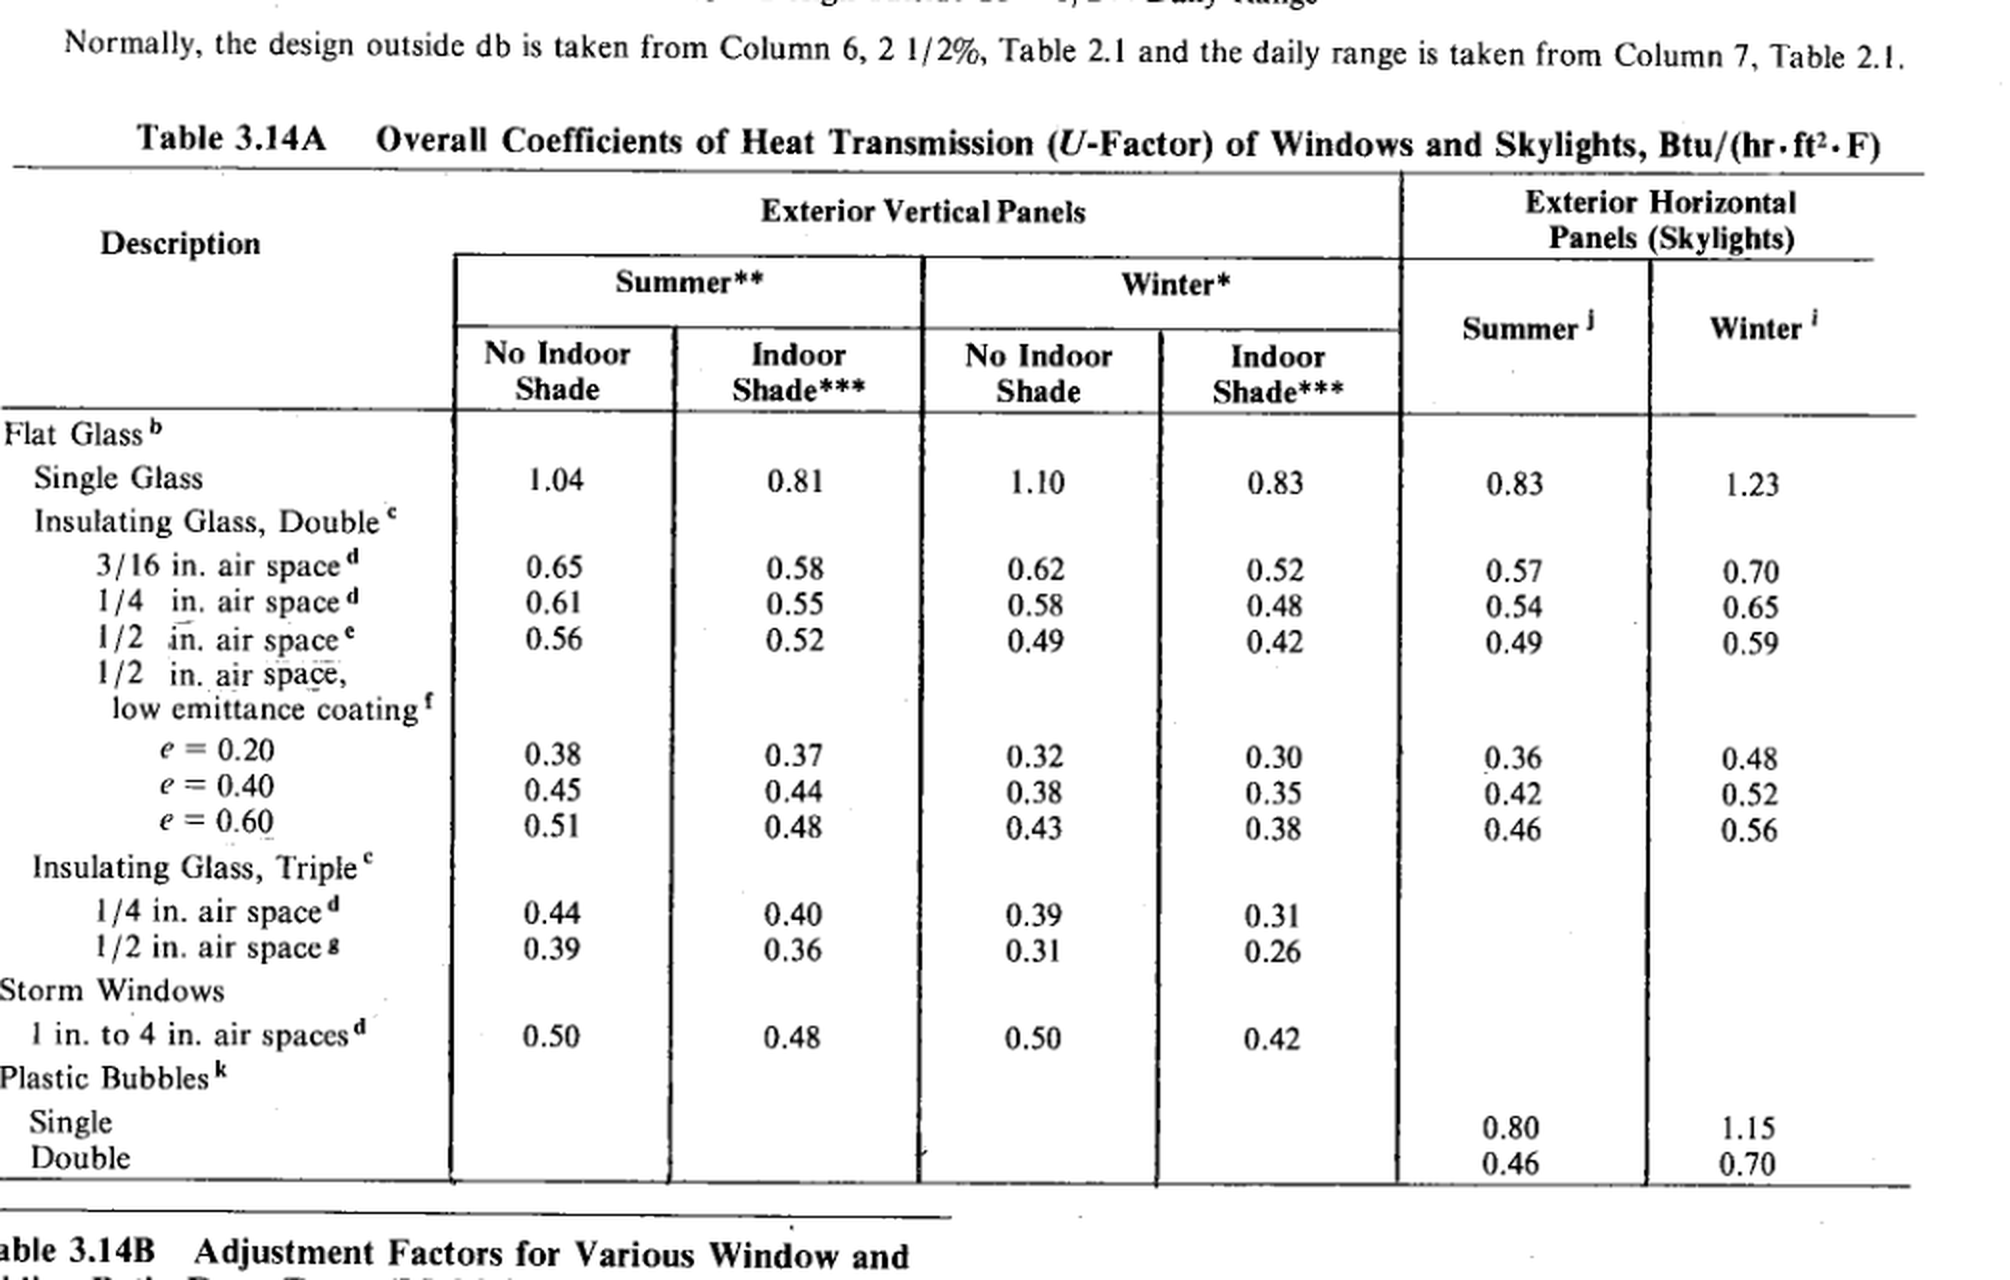 Normally, the design outside db is taken from Column 6, 2 1/2%, Table 2.1 and the daily range is taken from Column 7, Table 2.1.
Table 3.14A Overall Coefficients of Heat Transmission (U-Factor) of Windows and Skylights, Btu/(hr·ft²·F)
Description
Exterior Vertical Panels
Exterior Horizontal
Panels (Skylights)
Summer** Winter*
Summer j Winter i
No Indoor Shade Indoor Shade*** No Indoor Shade Indoor Shade***
Flat Glass b
Single Glass 1.04 0.81 1.10 0.83 0.83 1.23
Insulating Glass, Double c
3/16 in. air space d 0.65 0.58 0.62 0.52 0.57 0.70
1/4 in. air space d 0.61 0.55 0.58 0.48 0.54 0.65
1/2 in. air space e 0.56 0.52 0.49 0.42 0.49 0.59
1/2 in. air space,
low emittance coating f
e = 0.20 0.38 0.37 0.32 0.30 0.36 0.48
e = 0.40 0.45 0.44 0.38 0.35 0.42 0.52
e = 0.60 0.51 0.48 0.43 0.38 0.46 0.56
Insulating Glass, Triple c
1/4 in. air space d 0.44 0.40 0.39 0.31
1/2 in. air space g 0.39 0.36 0.31 0.26
Storm Windows
1 in. to 4 in. air spaces d 0.50 0.48 0.50 0.42
Plastic Bubbles k
Single 0.80 1.15
Double 0.46 0.70
able 3.14B Adjustment Factors for Various Window and